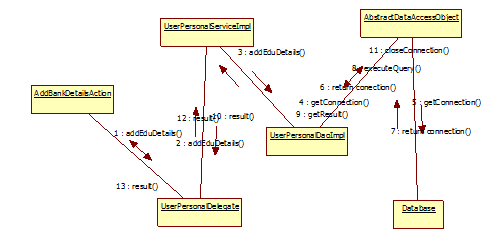 AbstractDataAccessObject
UserPersonalServiceImpl
3 : addEduDetails()
11 : closeConnection()
8 : executeQuery()
6 : return conection()
AddBankDetailsAction
4 : getConnection()
5 : getConnection()
9 : getResult()
12 : result()
10 : result()
1 : addEduDetails()
2 : addEduDetails()
7 : return connection()
UserPersonalDaoImpl
13 : result()
UserPersonalDelegate
Database